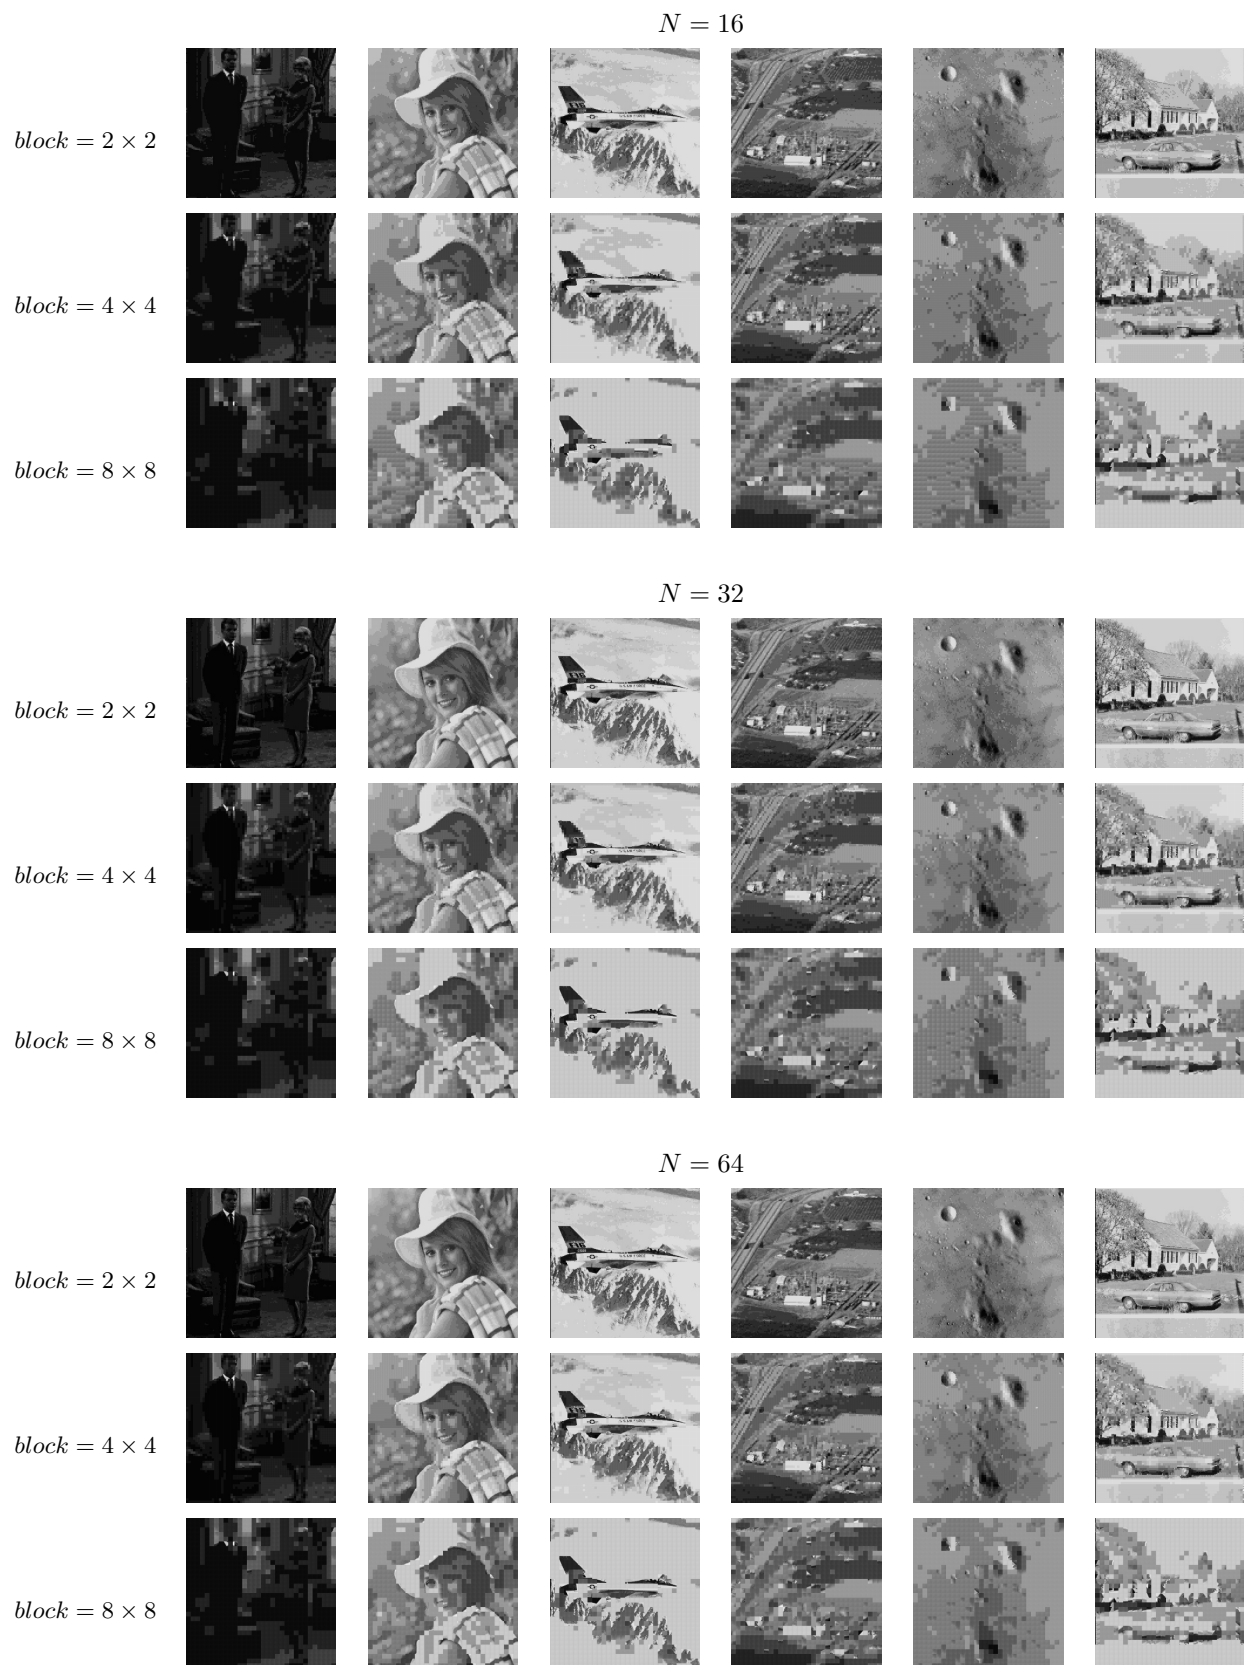 N = 16
block = 2 × 2
block = 4 × 4
block = 8 × 8
N = 32
block = 2 × 2
block = 4 × 4
block = 8 × 8
N = 64
block = 2 × 2
block = 4 × 4
block = 8 × 8